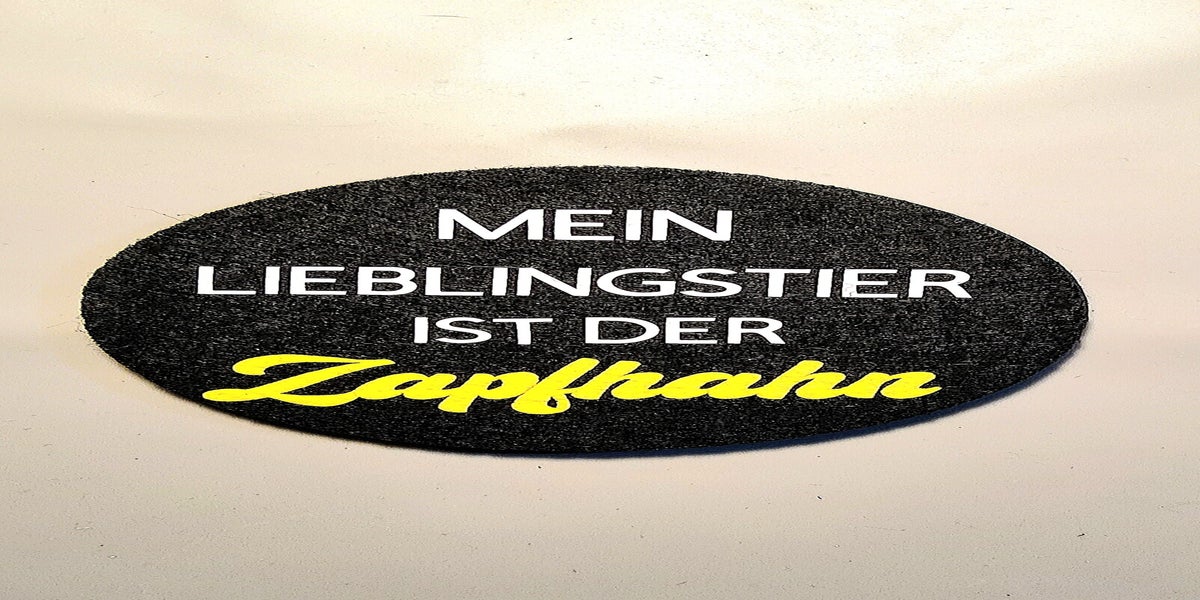 MEIN
LIEBLINGSTIER
IST DER
Zapfhahn